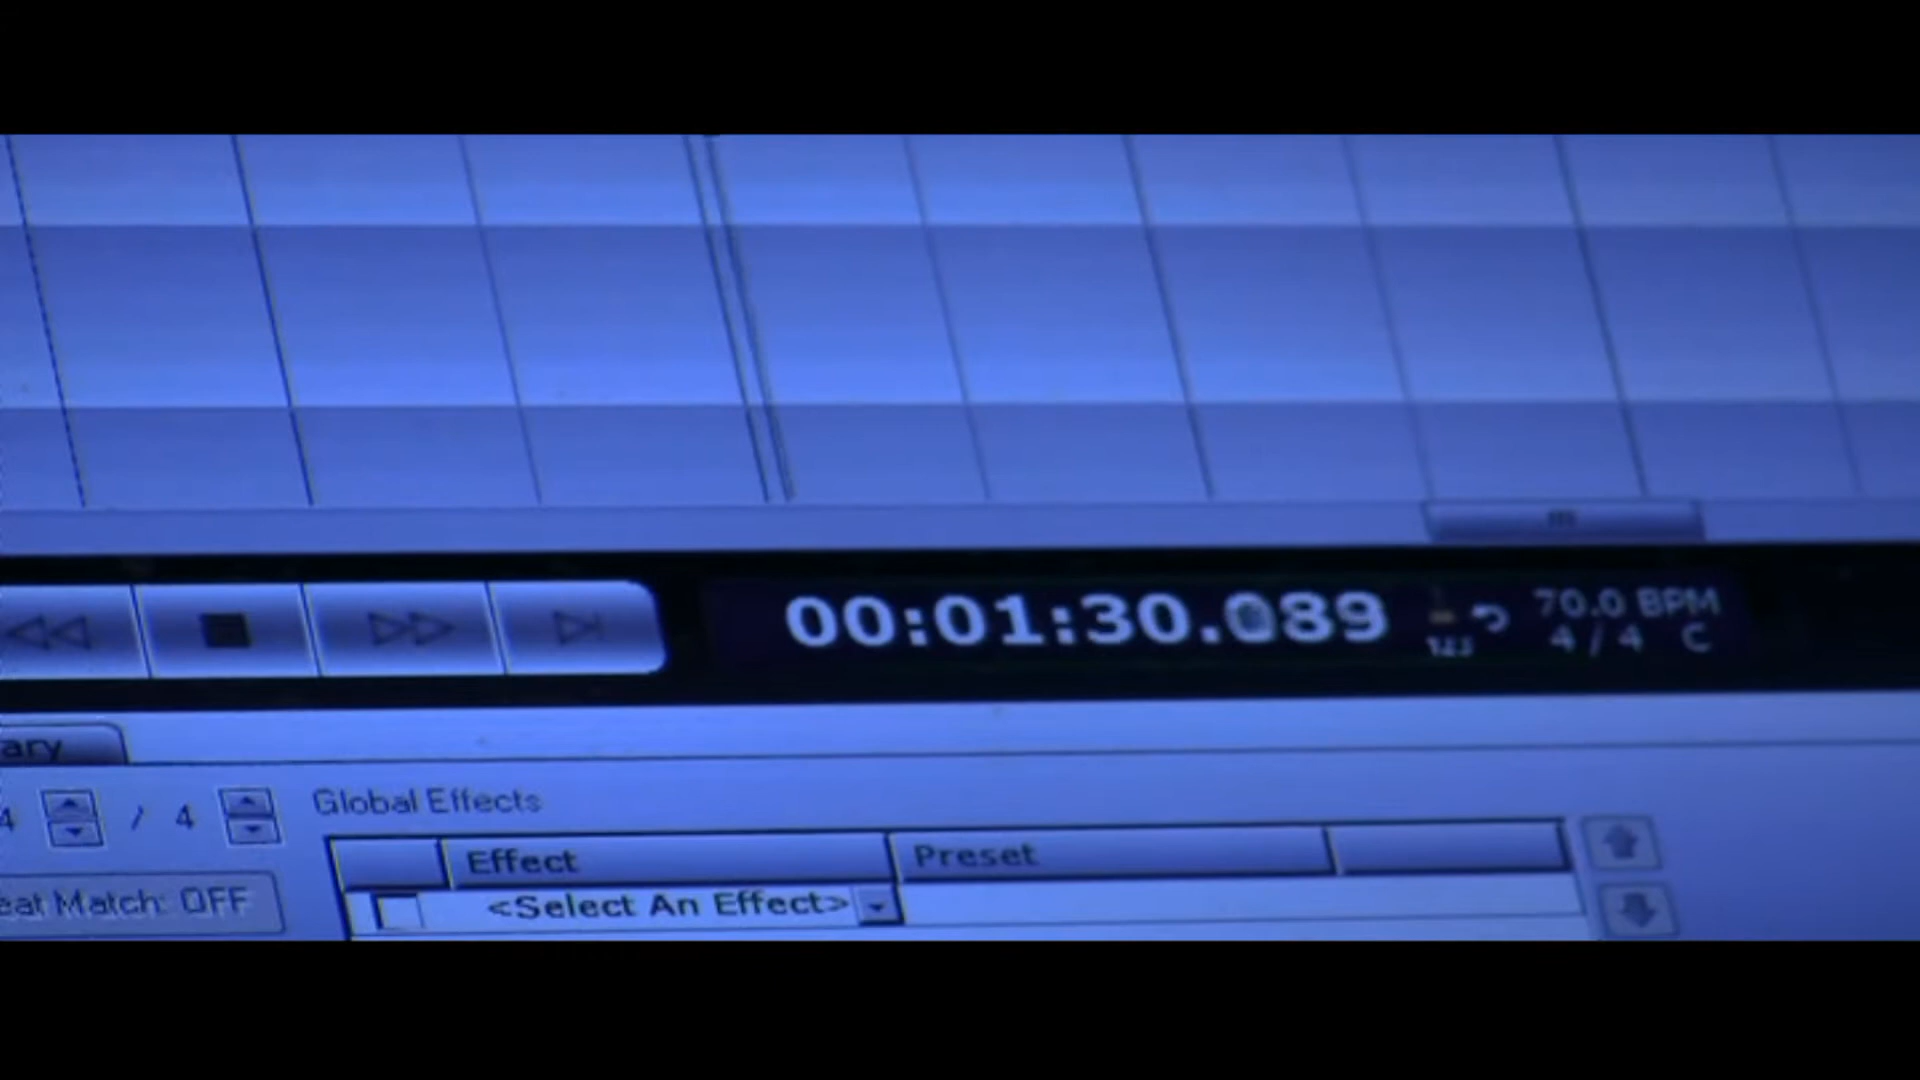 00:01:30.089
70.0 BPM
4 / 4 C
ary
4 / 4
Global Effects
Effect Preset
eat Match: OFF
<Select An Effect>